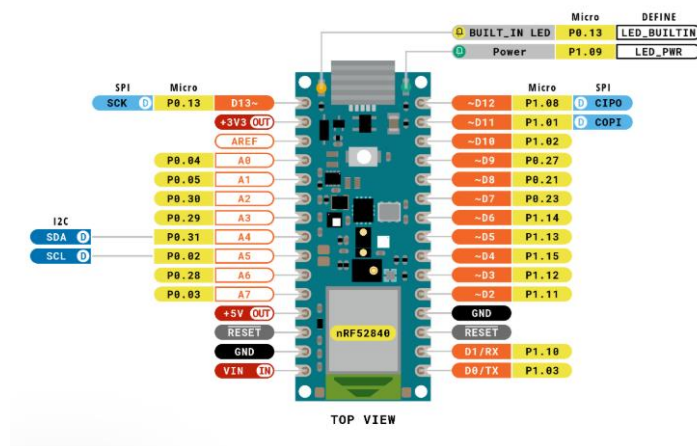 Micro DEFINE
BUILT_IN LED P0.13 LED_BUILTIN
Power P1.09 LED_PWR
SPI Micro
SCK D P0.13 D13~
+3V3 OUT
AREF
P0.04 A0
P0.05 A1
P0.30 A2
P0.29 A3
I2C
SDA D P0.31 A4
SCL D P0.02 A5
P0.28 A6
P0.03 A7
+5V OUT
RESET
GND
VIN IN
Micro SPI
~D12 P1.08 D CIPO
~D11 P1.01 D COPI
~D10 P1.02
~D9 P0.27
~D8 P0.21
~D7 P0.23
~D6 P1.14
~D5 P1.13
~D4 P1.15
~D3 P1.12
~D2 P1.11
GND
RESET
D1/RX P1.10
D0/TX P1.03
nRF52840
TOP VIEW